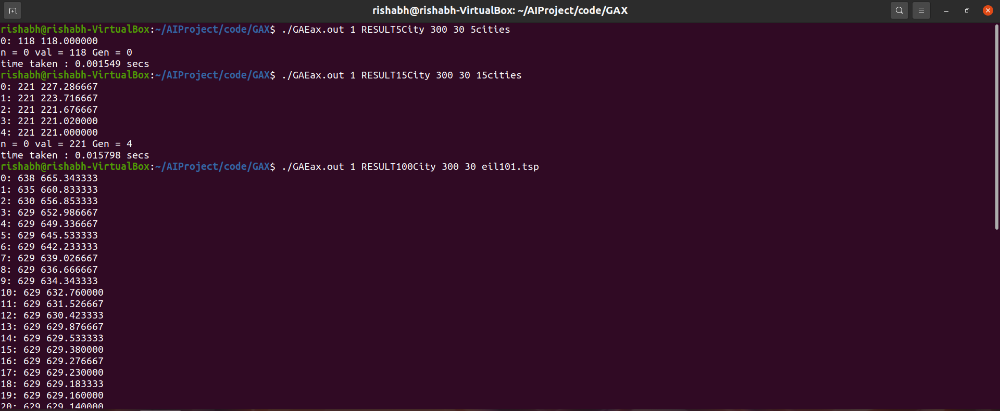 rishabh@rishabh-VirtualBox: ~/AIProject/code/GAX
rishabh@rishabh-VirtualBox:~/AIProject/code/GAX$ ./GAEax.out 1 RESULT5City 300 30 5cities
0: 118 118.000000
n = 0 val = 118 Gen = 0
time taken : 0.001549 secs
rishabh@rishabh-VirtualBox:~/AIProject/code/GAX$ ./GAEax.out 1 RESULT15City 300 30 15cities
0: 221 227.286667
1: 221 223.716667
2: 221 221.676667
3: 221 221.020000
4: 221 221.000000
n = 0 val = 221 Gen = 4
time taken : 0.015798 secs
rishabh@rishabh-VirtualBox:~/AIProject/code/GAX$ ./GAEax.out 1 RESULT100City 300 30 eil101.tsp
0: 638 665.343333
1: 635 660.833333
2: 630 656.853333
3: 629 652.986667
4: 629 649.336667
5: 629 645.533333
6: 629 642.233333
7: 629 639.026667
8: 629 636.666667
9: 629 634.343333
10: 629 632.760000
11: 629 631.526667
12: 629 630.423333
13: 629 629.876667
14: 629 629.533333
15: 629 629.380000
16: 629 629.276667
17: 629 629.230000
18: 629 629.183333
19: 629 629.160000
20: 629 629.140000